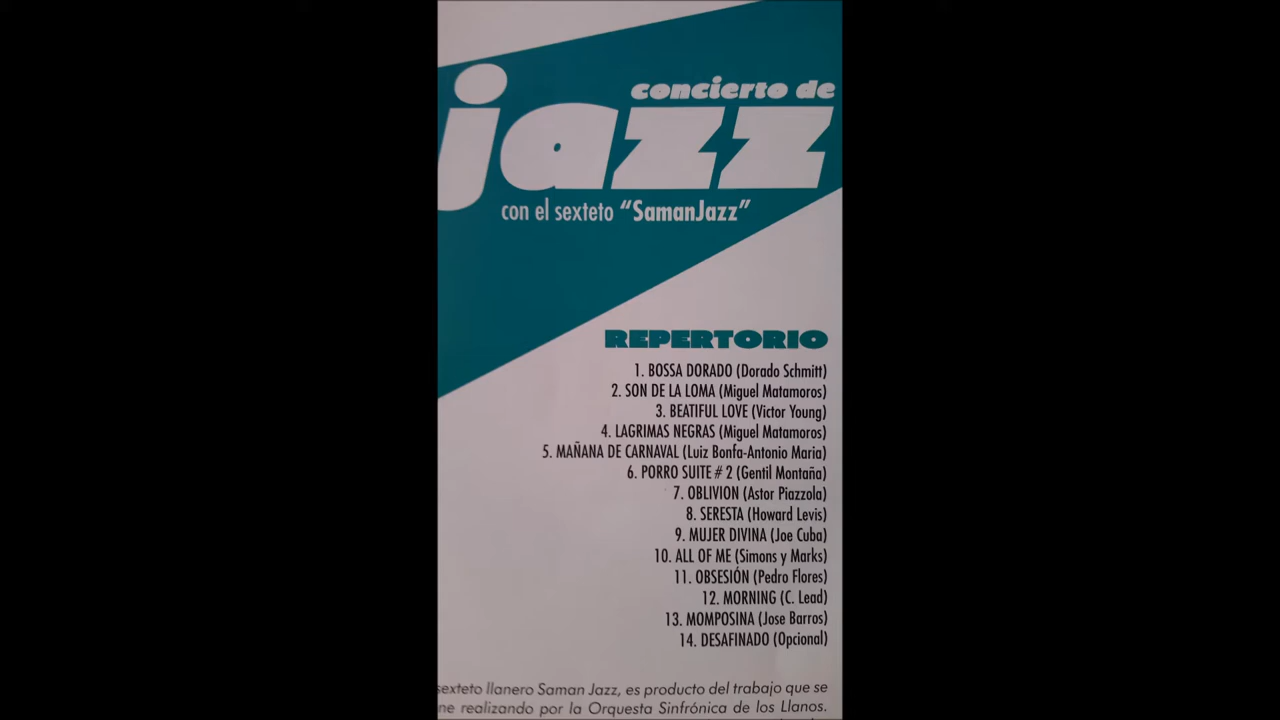 concierto de
jazz
con el sexteto “SamanJazz”
REPERTORIO
1. BOSSA DORADO (Dorado Schmitt)
2. SON DE LA LOMA (Miguel Matamoros)
3. BEATIFUL LOVE (Victor Young)
4. LAGRIMAS NEGRAS (Miguel Matamoros)
5. MAÑANA DE CARNAVAL (Luiz Bonfa-Antonio Maria)
6. PORRO SUITE # 2 (Gentil Montaña)
7. OBLIVION (Astor Piazzola)
8. SERESTA (Howard Levis)
9. MUJER DIVINA (Joe Cuba)
10. ALL OF ME (Simons y Marks)
11. OBSESIÓN (Pedro Flores)
12. MORNING (C. Lead)
13. MOMPOSINA (Jose Barros)
14. DESAFINADO (Opcional)
sexteto llanero Saman Jazz, es producto del trabajo que se
ne realizando por la Orquesta Sinfrónica de los Llanos.